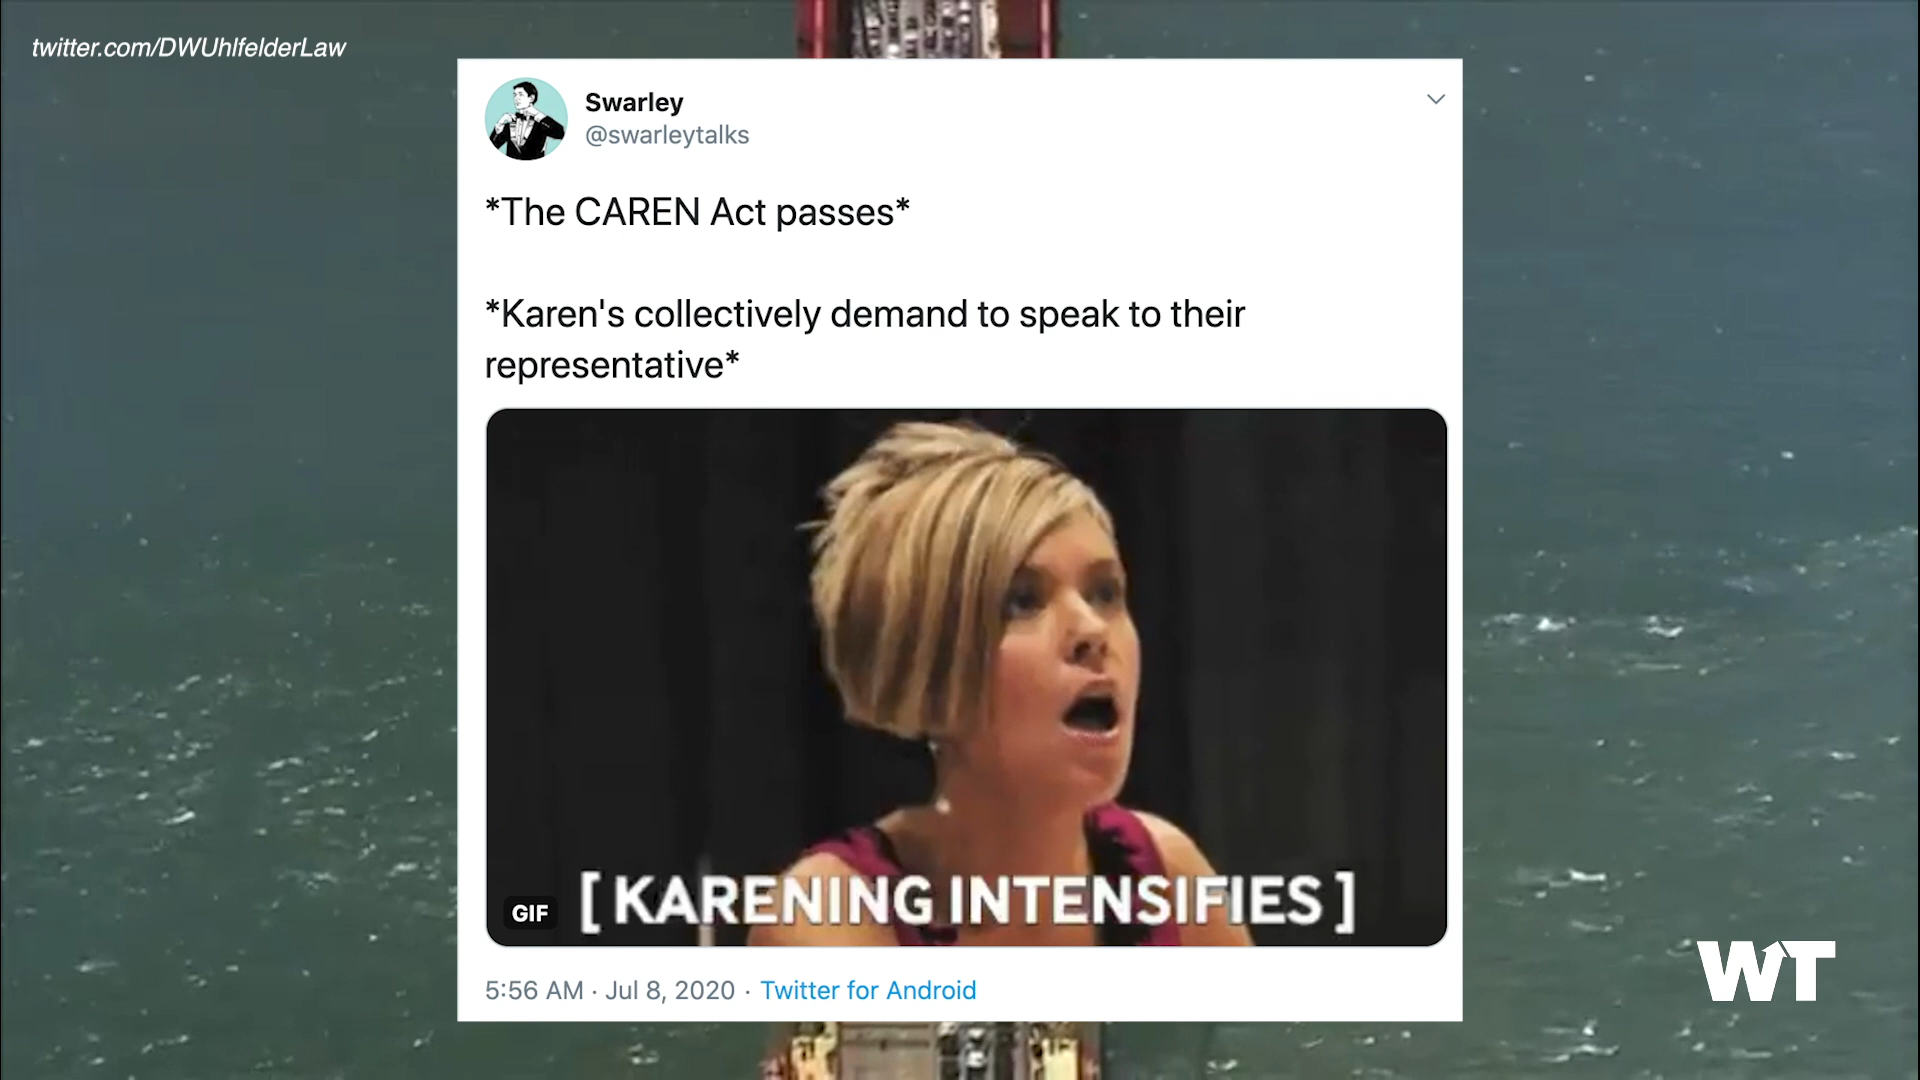 twitter.com/DWUhlfelderLaw
Swarley
@swarleytalks
*The CAREN Act passes*
*Karen's collectively demand to speak to their
representative*
[KARENING INTENSIFIES]
GIF
5:56 AM · Jul 8, 2020 · Twitter for Android
WT